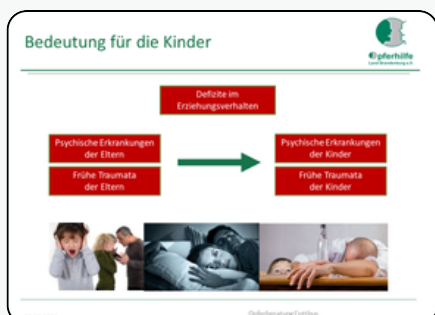 Bedeutung für die Kinder
Opferhilfe
Land Brandenburg e.V.
Defizite im
Erziehungsverhalten
Psychische Erkrankungen
der Eltern
Frühe Traumata
der Eltern
Psychische Erkrankungen
der Kinder
Frühe Traumata
der Kinder